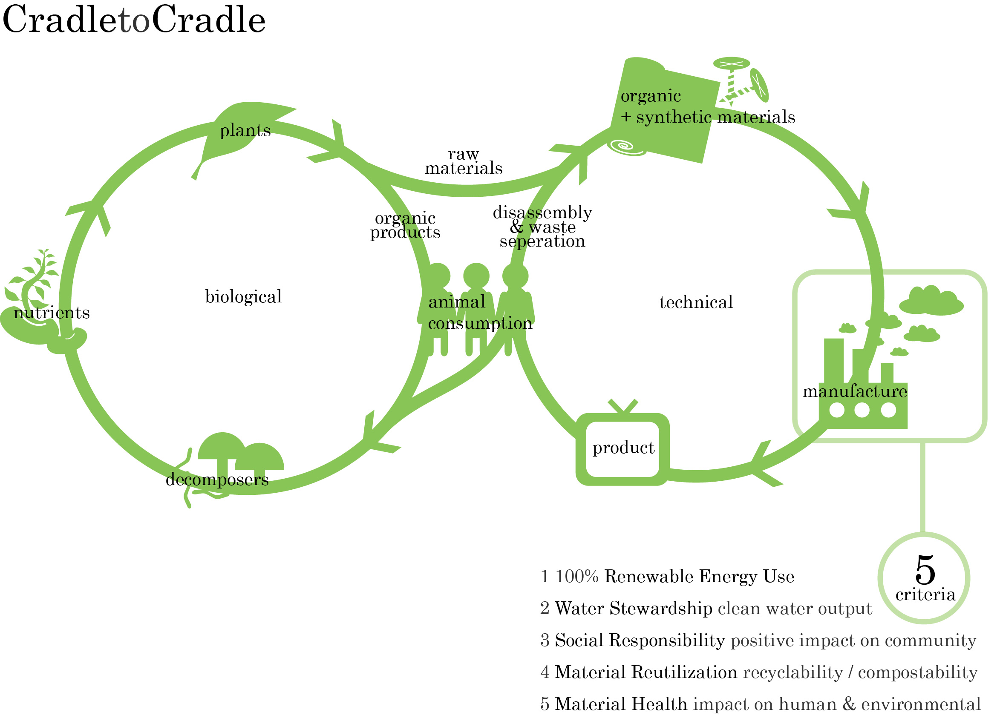 CradletoCradle
organic
+ synthetic materials
plants
raw
materials
organic
products
disassembly
& waste
seperation
biological
technical
nutrients
animal
consumption
manufacture
product
decomposers
5
criteria
1 100% Renewable Energy Use
2 Water Stewardship clean water output
3 Social Responsibility positive impact on community
4 Material Reutilization recyclability / compostability
5 Material Health impact on human & environmental